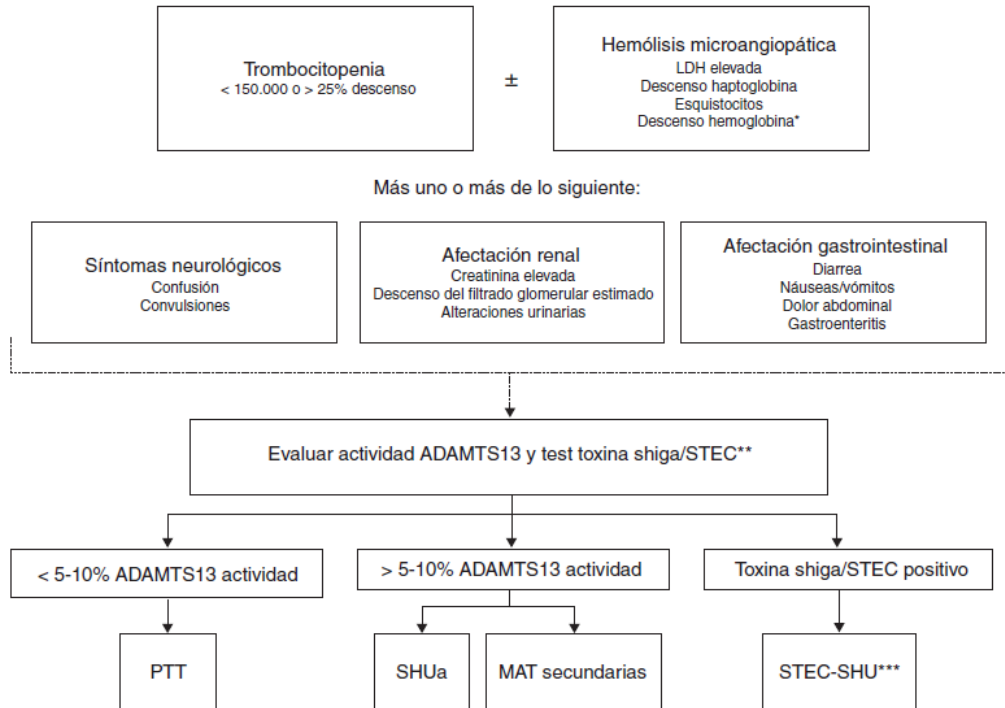 Trombocitopenia
< 150.000 o > 25% descenso
±
Hemólisis microangiopática
LDH elevada
Descenso haptoglobina
Esquistocitos
Descenso hemoglobina*
Más uno o más de lo siguiente:
Síntomas neurológicos
Confusión
Convulsiones
Afectación renal
Creatinina elevada
Descenso del filtrado glomerular estimado
Alteraciones urinarias
Afectación gastrointestinal
Diarrea
Náuseas/vómitos
Dolor abdominal
Gastroenteritis
Evaluar actividad ADAMTS13 y test toxina shiga/STEC**
< 5-10% ADAMTS13 actividad
> 5-10% ADAMTS13 actividad
Toxina shiga/STEC positivo
PTT
SHUa
MAT secundarias
STEC-SHU***